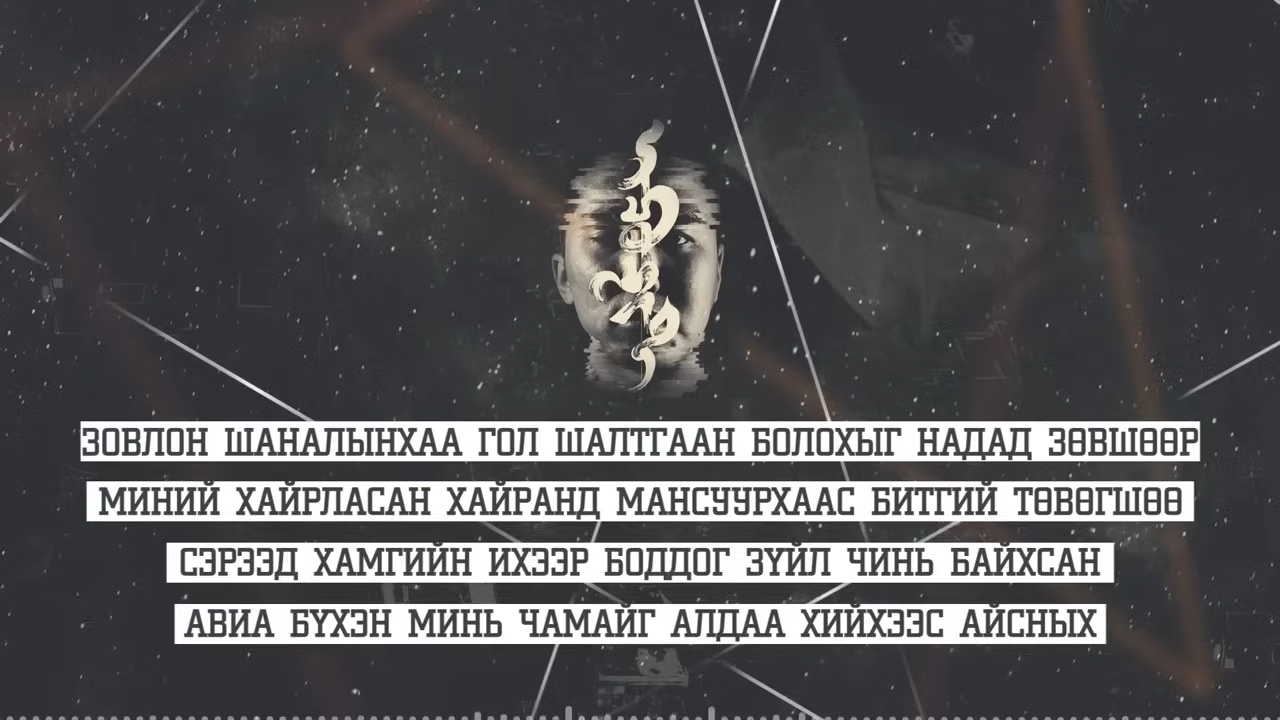 ЗОВЛОН ШАНАЛЫНХАА ГОЛ ШАЛТГААН БОЛОХЫГ НАДАД ЗӨВШӨӨР
МИНИЙ ХАЙРЛАСАН ХАЙРАНД МАНСУУРХААС БИТГИЙ ТӨВӨГШӨӨ
СЭРЭЭД ХАМГИЙН ИХЭЭР БОДДОГ ЗҮЙЛ ЧИНЬ БАЙХСАН
АВИА БҮХЭН МИНЬ ЧАМАЙГ АЛДАА ХИЙХЭЭС АЙСНЫХ